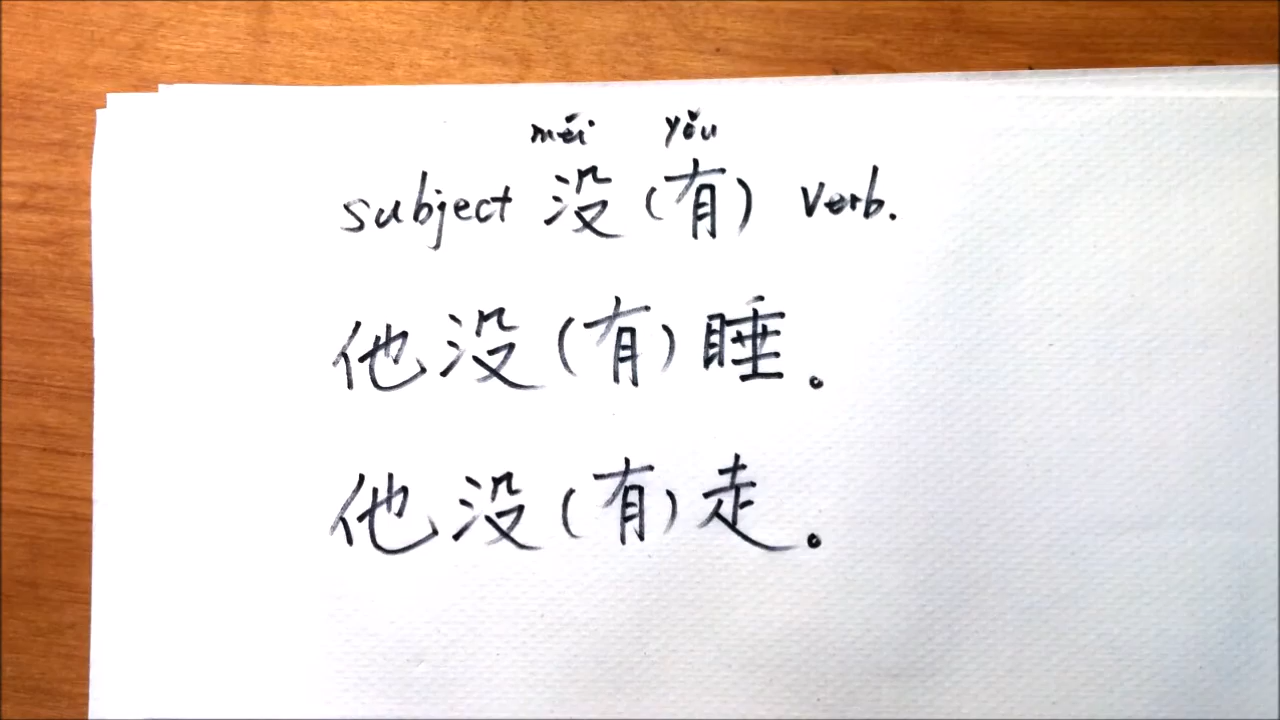 méi yǒu
subject 没(有) verb.
他没(有)睡。
他没(有)走。